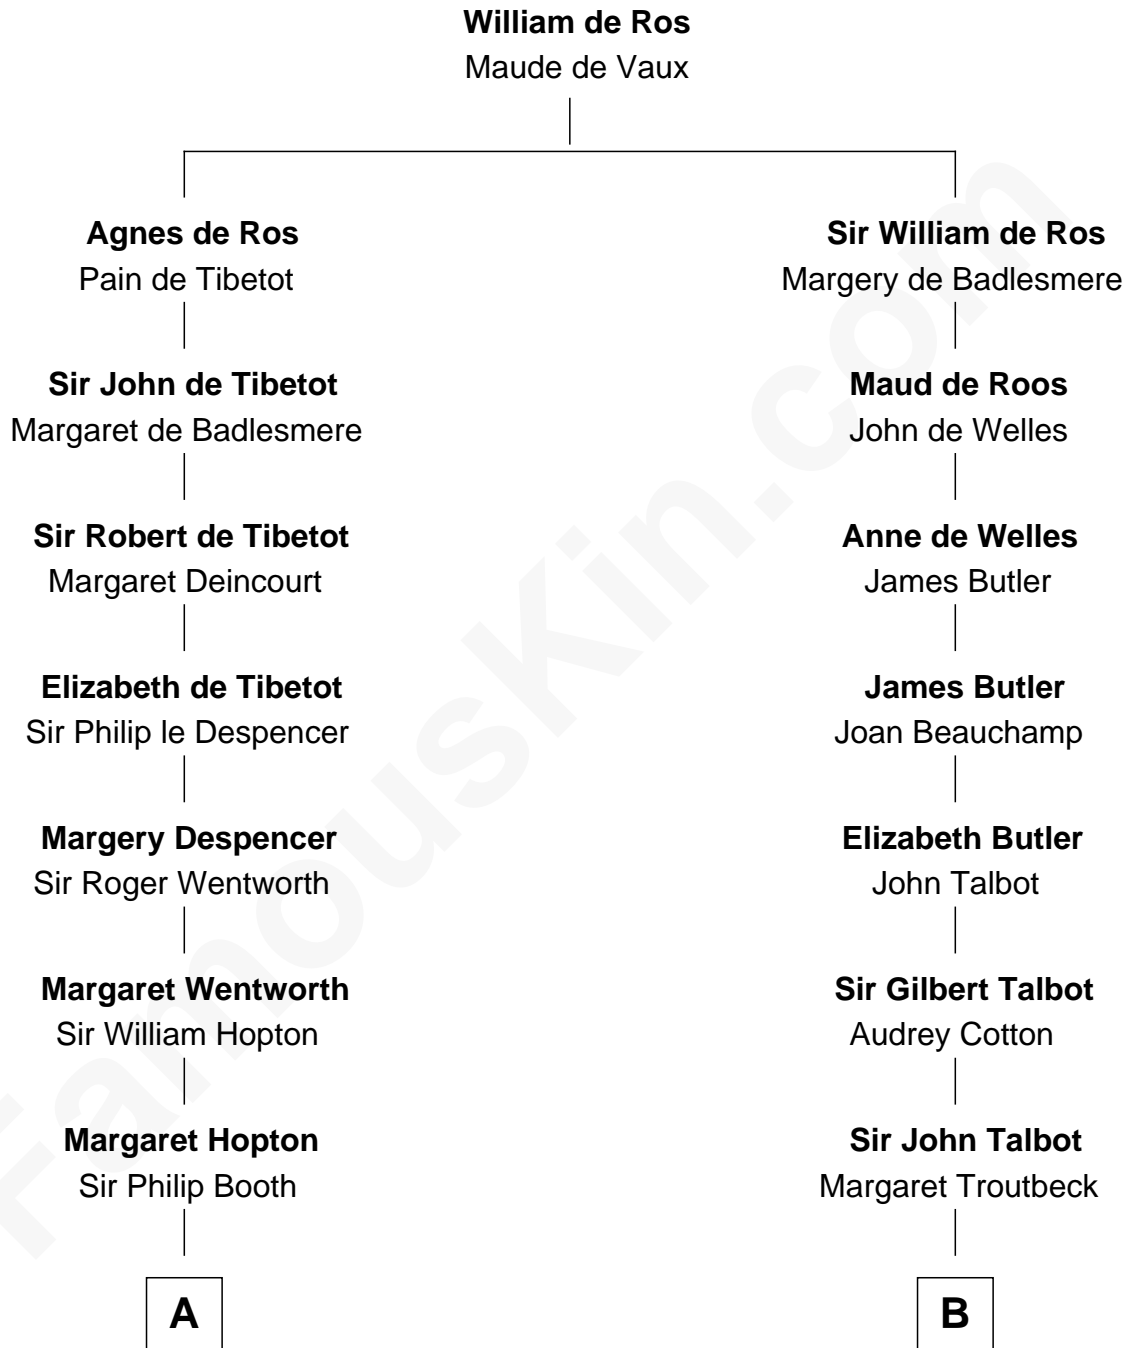 William de Ros
Maude de Vaux
Agnes de Ros
Pain de Tibetot
Sir William de Ros
Margery de Badlesmere
Sir John de Tibetot
Margaret de Badlesmere
Maud de Roos
John de Welles
Sir Robert de Tibetot
Margaret Deincourt
Anne de Welles
James Butler
Elizabeth de Tibetot
Sir Philip le Despencer
James Butler
Joan Beauchamp
Margery Despencer
Sir Roger Wentworth
Elizabeth Butler
John Talbot
Margaret Wentworth
Sir William Hopton
Sir Gilbert Talbot
Audrey Cotton
Margaret Hopton
Sir Philip Booth
Sir John Talbot
Margaret Troutbeck
A
B
FamousKin.com